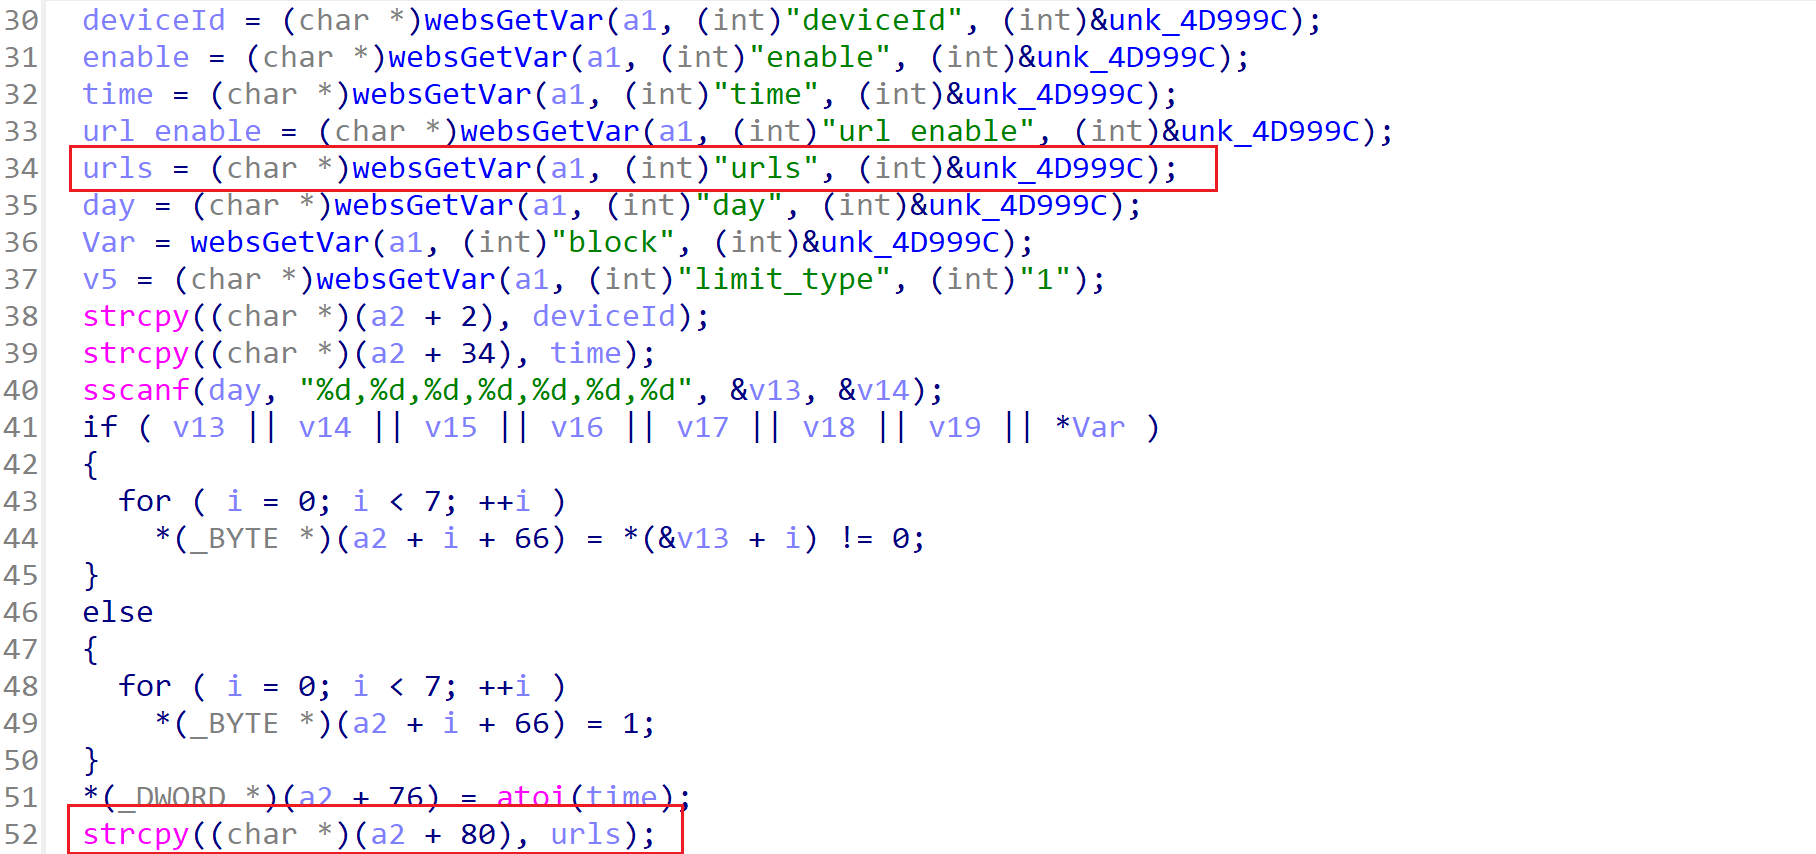 30 deviceId = (char *)websGetVar(a1, (int)"deviceId", (int)&unk_4D999C);
31 enable = (char *)websGetVar(a1, (int)"enable", (int)&unk_4D999C);
32 time = (char *)websGetVar(a1, (int)"time", (int)&unk_4D999C);
33 url_enable = (char *)websGetVar(a1, (int)"url_enable", (int)&unk_4D999C);
34 urls = (char *)websGetVar(a1, (int)"urls", (int)&unk_4D999C);
35 day = (char *)websGetVar(a1, (int)"day", (int)&unk_4D999C);
36 Var = websGetVar(a1, (int)"block", (int)&unk_4D999C);
37 v5 = (char *)websGetVar(a1, (int)"limit_type", (int)"1");
38 strcpy((char *)(a2 + 2), deviceId);
39 strcpy((char *)(a2 + 34), time);
40 sscanf(day, "%d,%d,%d,%d,%d,%d,%d", &v13, &v14);
41 if ( v13 || v14 || v15 || v16 || v17 || v18 || v19 || *Var )
42 {
43   for ( i = 0; i < 7; ++i )
44     *(_BYTE *)(a2 + i + 66) = *(&v13 + i) != 0;
45 }
46 else
47 {
48   for ( i = 0; i < 7; ++i )
49     *(_BYTE *)(a2 + i + 66) = 1;
50 }
51 *(_DWORD *)(a2 + 76) = atoi(time);
52 strcpy((char *)(a2 + 80), urls);